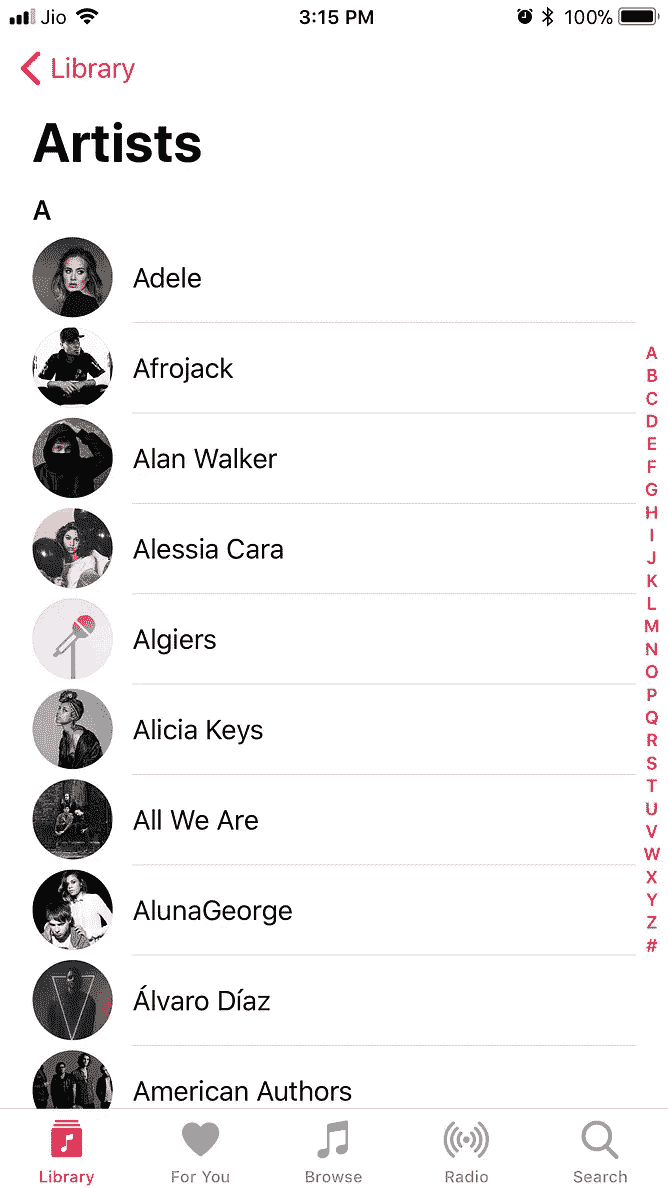 Jio 3:15 PM 100%
Library
Artists
A
Adele
Afrojack
Alan Walker
Alessia Cara
Algiers
Alicia Keys
All We Are
AlunaGeorge
Álvaro Díaz
American Authors
A
B
C
D
E
F
G
H
I
J
K
L
M
N
O
P
Q
R
S
T
U
V
W
X
Y
Z
#
Library For You Browse Radio Search